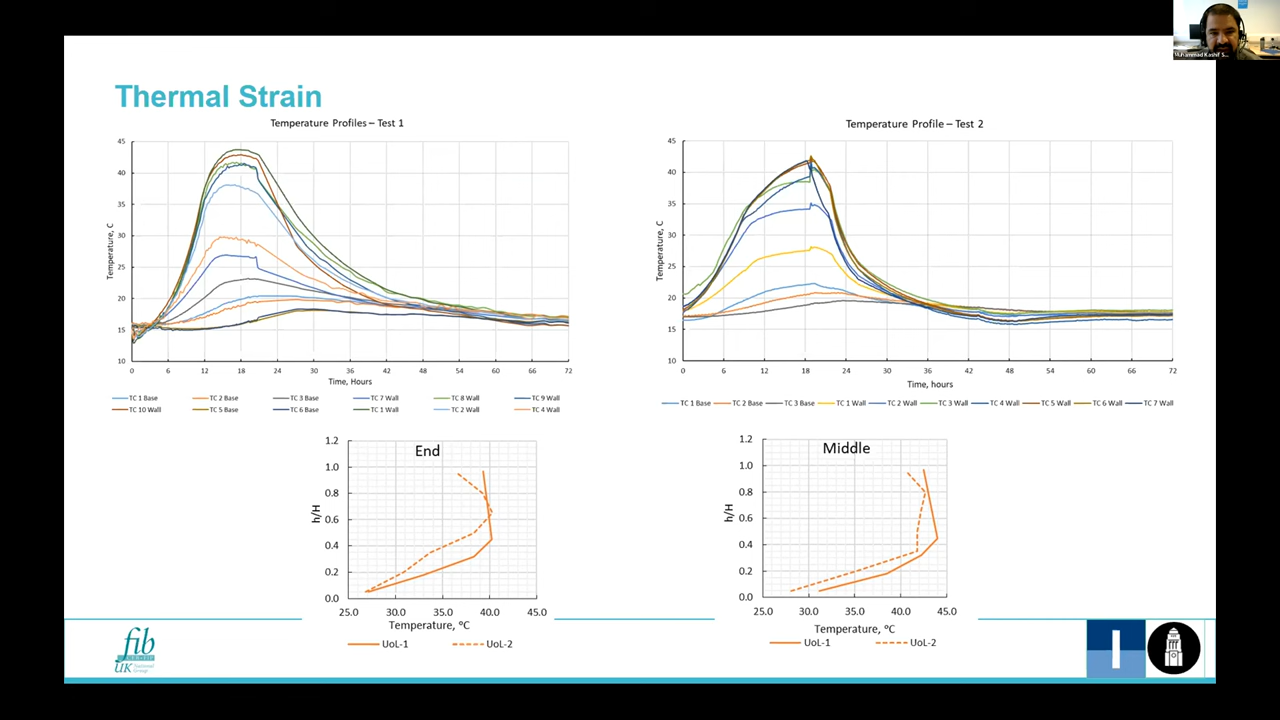 Muhammad Kashif S...
Thermal Strain
Temperature Profiles – Test 1
45
40
35
30
25
20
15
10
Temperature, C
0 6 12 18 24 30 36 42 48 54 60 66 72
Time, Hours
TC 1 Base TC 2 Base TC 3 Base TC 7 Wall TC 8 Wall TC 9 Wall
TC 10 Wall TC 5 Base TC 6 Base TC 1 Wall TC 2 Wall TC 4 Wall
Temperature Profile – Test 2
45
40
35
30
25
20
15
10
Temperature, C
0 6 12 18 24 30 36 42 48 54 60 66 72
Time, hours
TC 1 Base TC 2 Base TC 3 Base TC 1 Wall TC 2 Wall TC 3 Wall TC 4 Wall TC 5 Wall TC 6 Wall TC 7 Wall
End
1.2
1.0
0.8
0.6
0.4
0.2
0.0
h/H
25.0 30.0 35.0 40.0 45.0
Temperature, °C
UoL-1 UoL-2
Middle
1.2
1.0
0.8
0.6
0.4
0.2
0.0
h/H
25.0 30.0 35.0 40.0 45.0
Temperature, °C
UoL-1 UoL-2
fib
UK